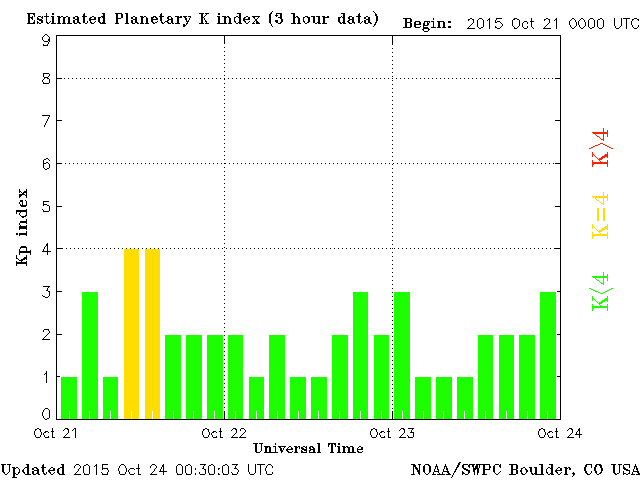 Estimated Planetary K index (3 hour data)
Begin: 2015 Oct 21 0000 UTC
9
8
7
6
5
4
3
2
1
0
Kp index
K>4
K=4
K<4
Oct 21
Oct 22
Oct 23
Oct 24
Universal Time
Updated 2015 Oct 24 00:30:03 UTC
NOAA/SWPC Boulder, CO USA